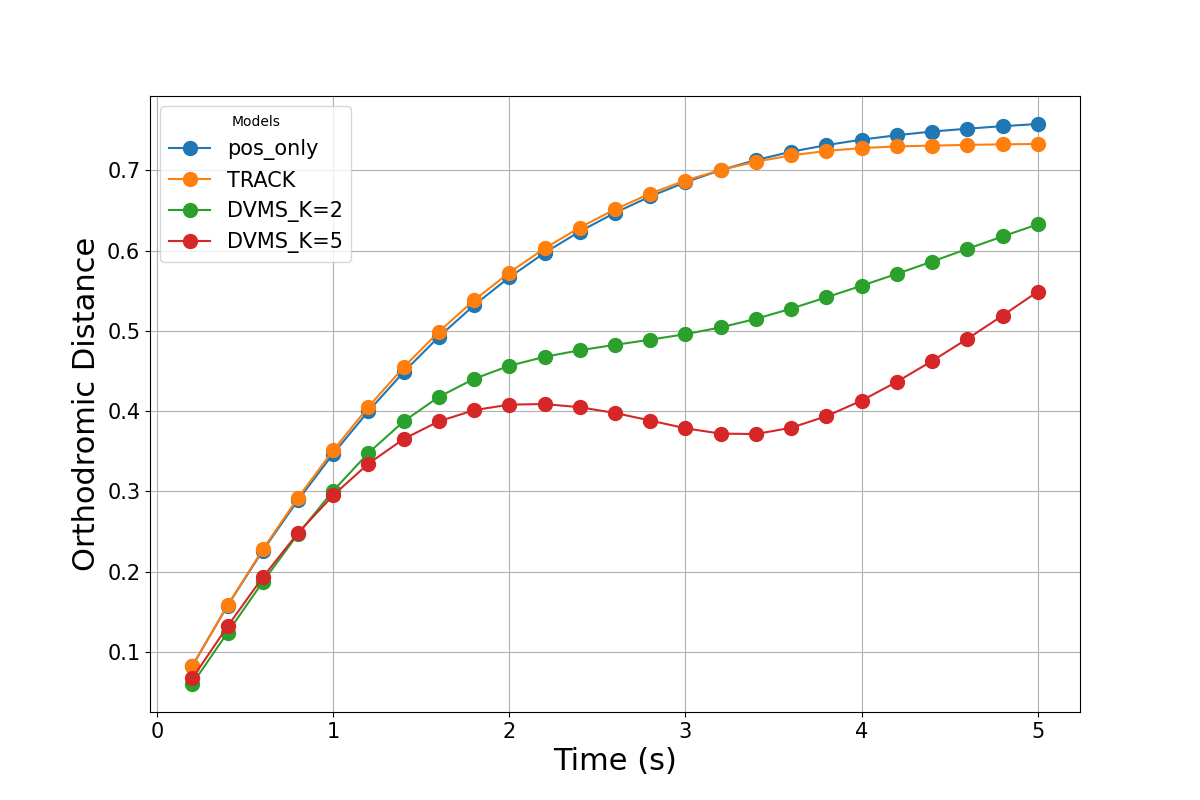 Models
pos_only
TRACK
DVMS_K=2
DVMS_K=5
Orthodromic Distance
0.7
0.6
0.5
0.4
0.3
0.2
0.1
0 1 2 3 4 5
Time (s)